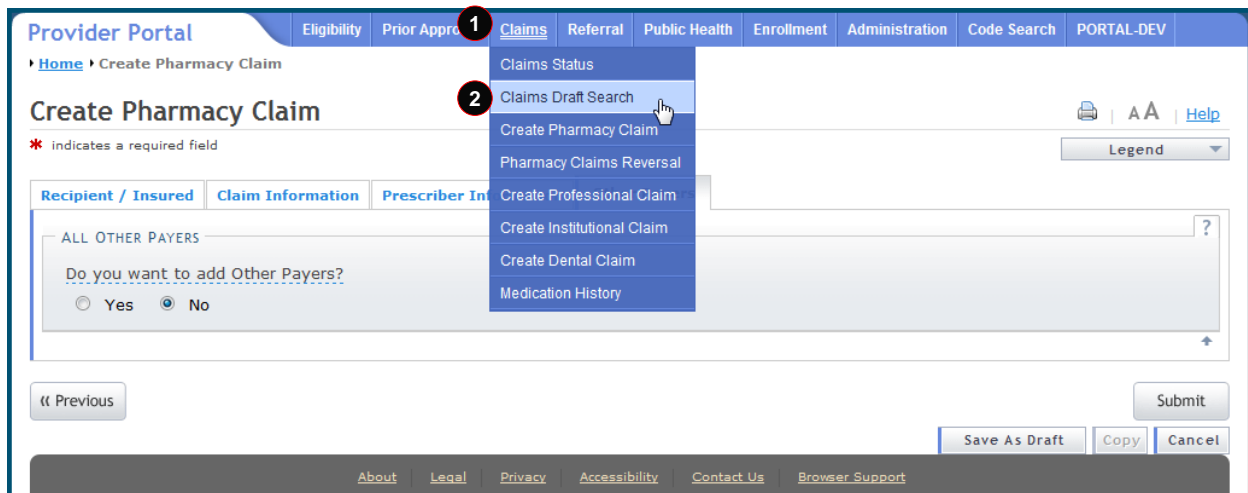 Provider Portal
Eligibility Prior Appro 1 Claims Referral Public Health Enrollment Administration Code Search PORTAL-DEV
Home Create Pharmacy Claim
Claims Status
2 Claims Draft Search
Create Pharmacy Claim
Pharmacy Claims Reversal
Create Professional Claim
Create Institutional Claim
Create Dental Claim
Medication History
Create Pharmacy Claim
A A Help
* indicates a required field
Legend
Recipient / Insured Claim Information Prescriber In
ALL OTHER PAYERS
?
Do you want to add Other Payers?
Yes No
« Previous
Submit
Save As Draft Copy Cancel
About Legal Privacy Accessibility Contact Us Browser Support